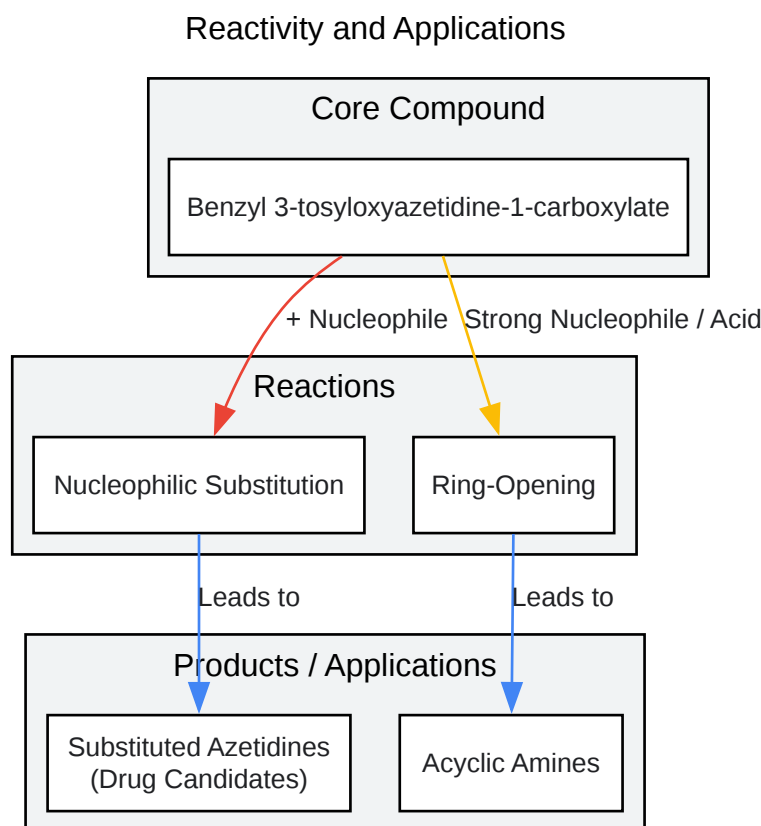 Reactivity and Applications
Core Compound
Benzyl 3-tosyloxyazetidine-1-carboxylate
+ Nucleophile
Strong Nucleophile / Acid
Reactions
Nucleophilic Substitution
Ring-Opening
Leads to
Leads to
Products / Applications
Substituted Azetidines
(Drug Candidates)
Acyclic Amines